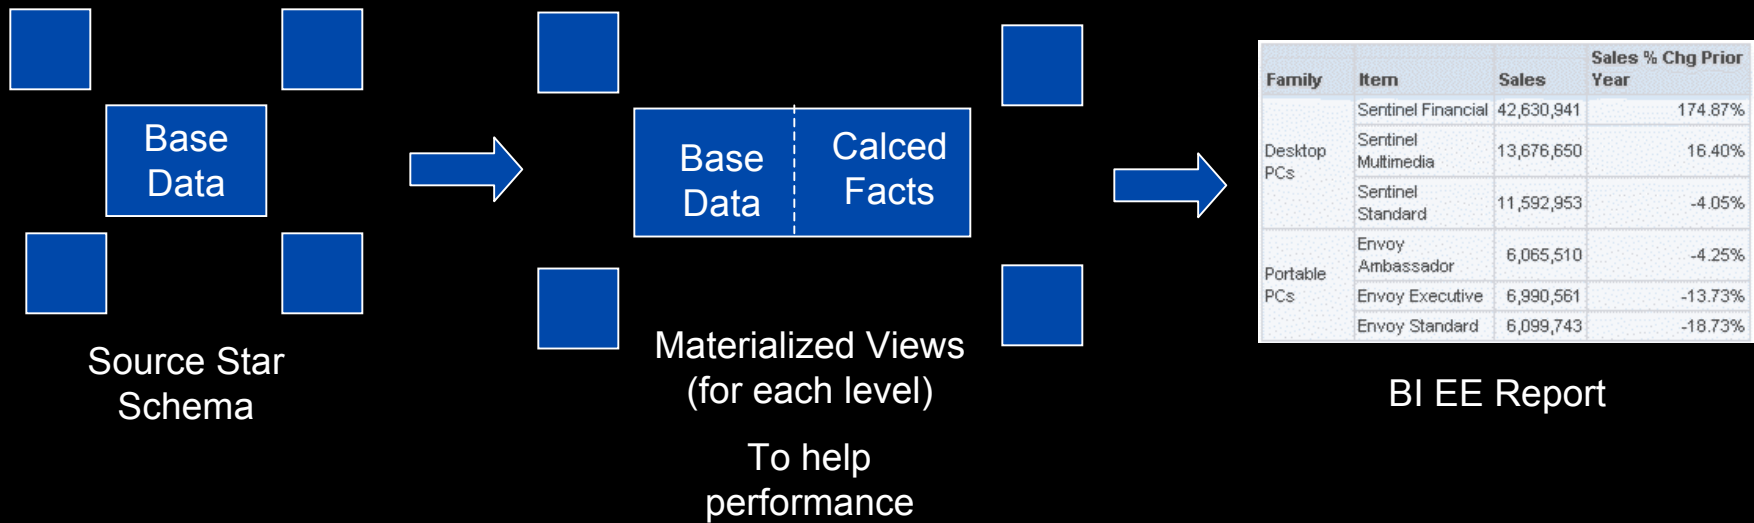 Base
Data
Source Star
Schema
Base
Data
Calced
Facts
Materialized Views
(for each level)
To help
performance
Sales % Chg Prior
Family Item Sales Year
Sentinel Financial 42,630,941 174.87%
Desktop
PCs
Sentinel
Multimedia
13,676,650 16.40%
Sentinel
Standard
11,592,953 -4.05%
Portable
PCs
Envoy
Ambassador
6,065,510 -4.25%
Envoy Executive 6,990,561 -13.73%
Envoy Standard 6,099,743 -18.73%
BI EE Report